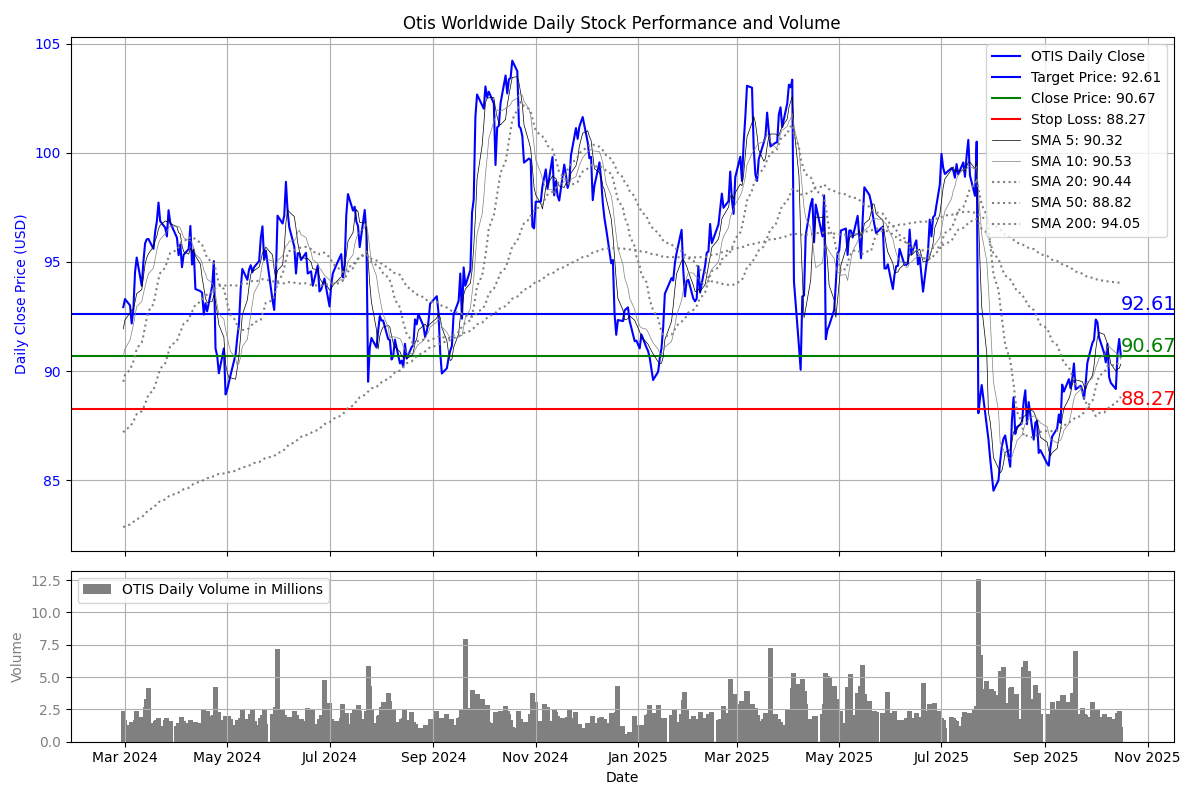 Otis Worldwide Daily Stock Performance and Volume
Daily Close Price (USD)
105
100
95
90
85
OTIS Daily Close
Target Price: 92.61
Close Price: 90.67
Stop Loss: 88.27
SMA 5: 90.32
SMA 10: 90.53
SMA 20: 90.44
SMA 50: 88.82
SMA 200: 94.05
92.61
90.67
88.27
Volume
12.5
10.0
7.5
5.0
2.5
0.0
OTIS Daily Volume in Millions
Mar 2024
May 2024
Jul 2024
Sep 2024
Nov 2024
Jan 2025
Mar 2025
May 2025
Jul 2025
Sep 2025
Nov 2025
Date